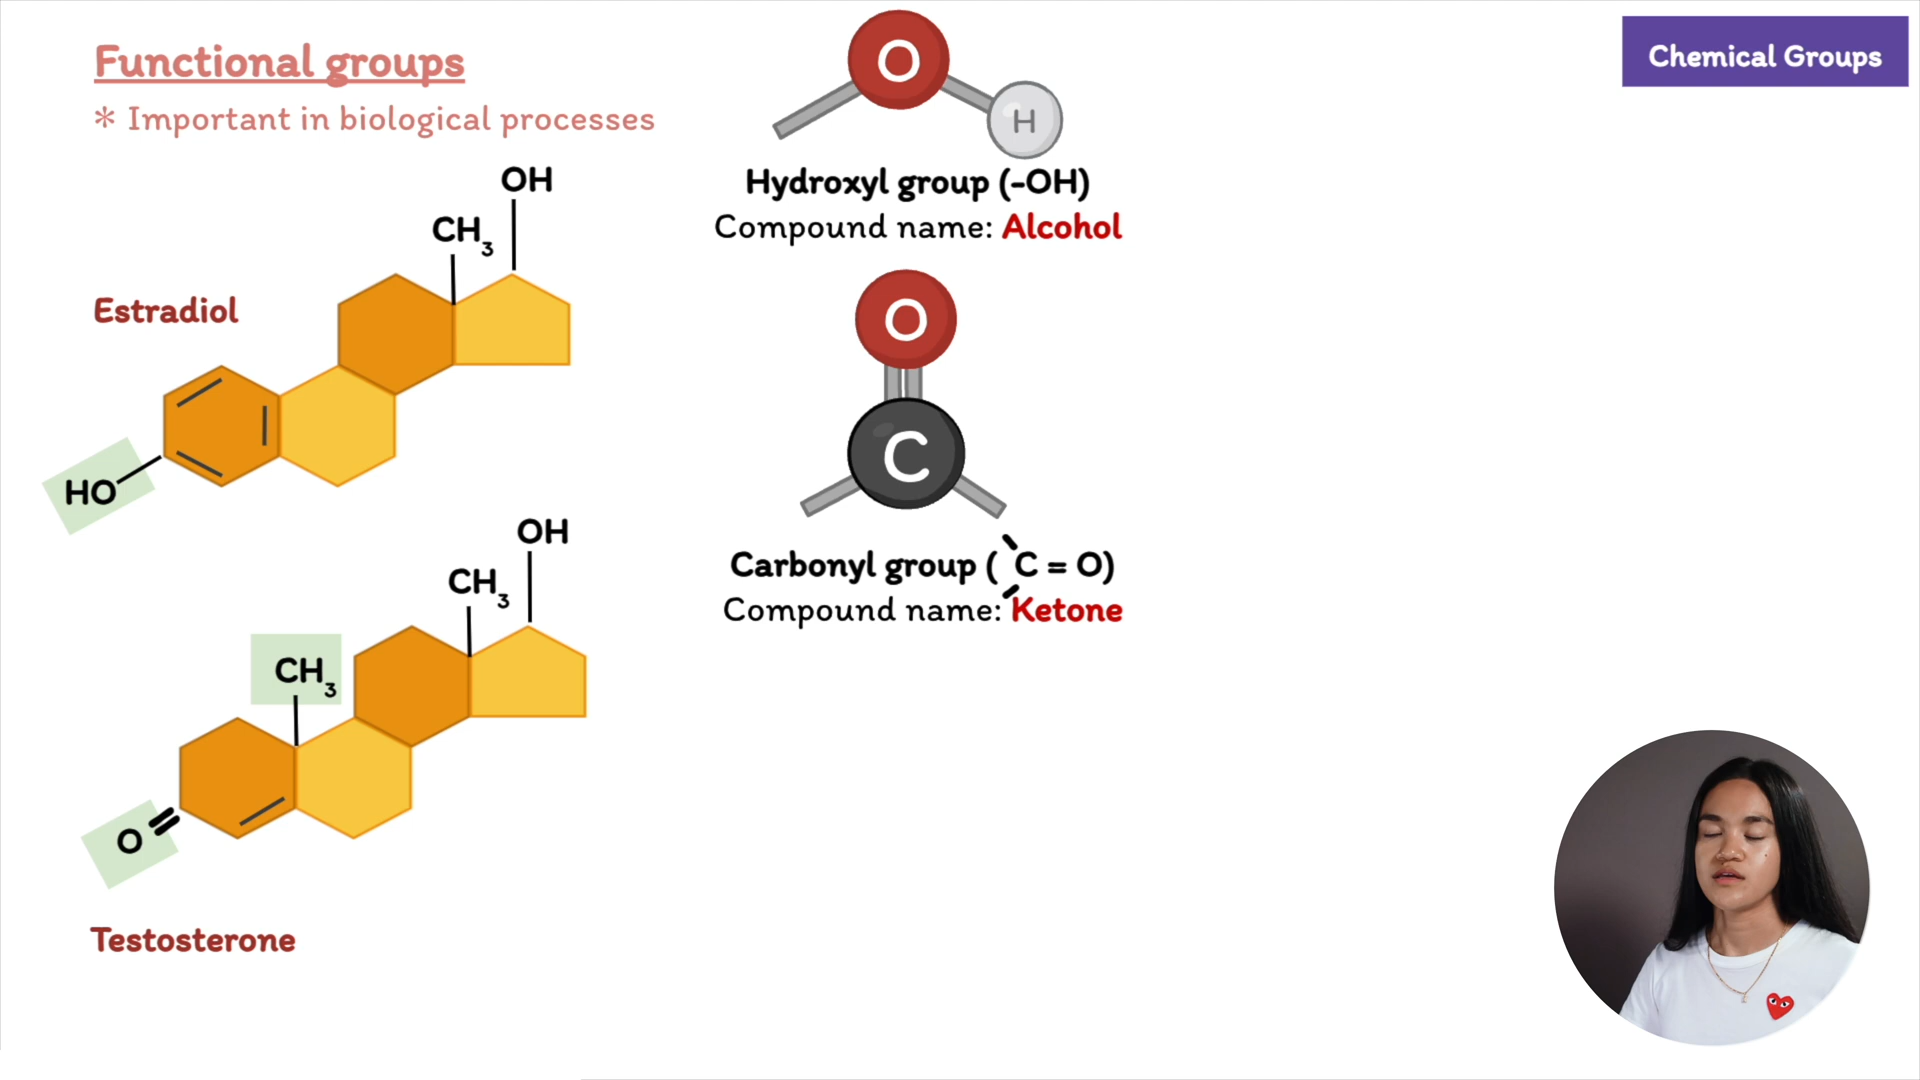 Functional groups
* Important in biological processes
Chemical Groups
OH
CH3
Estradiol
HO
OH
CH3
CH3
O
Testosterone
O
H
Hydroxyl group (-OH)
Compound name: Alcohol
O
C
Carbonyl group ( C = O)
Compound name: Ketone